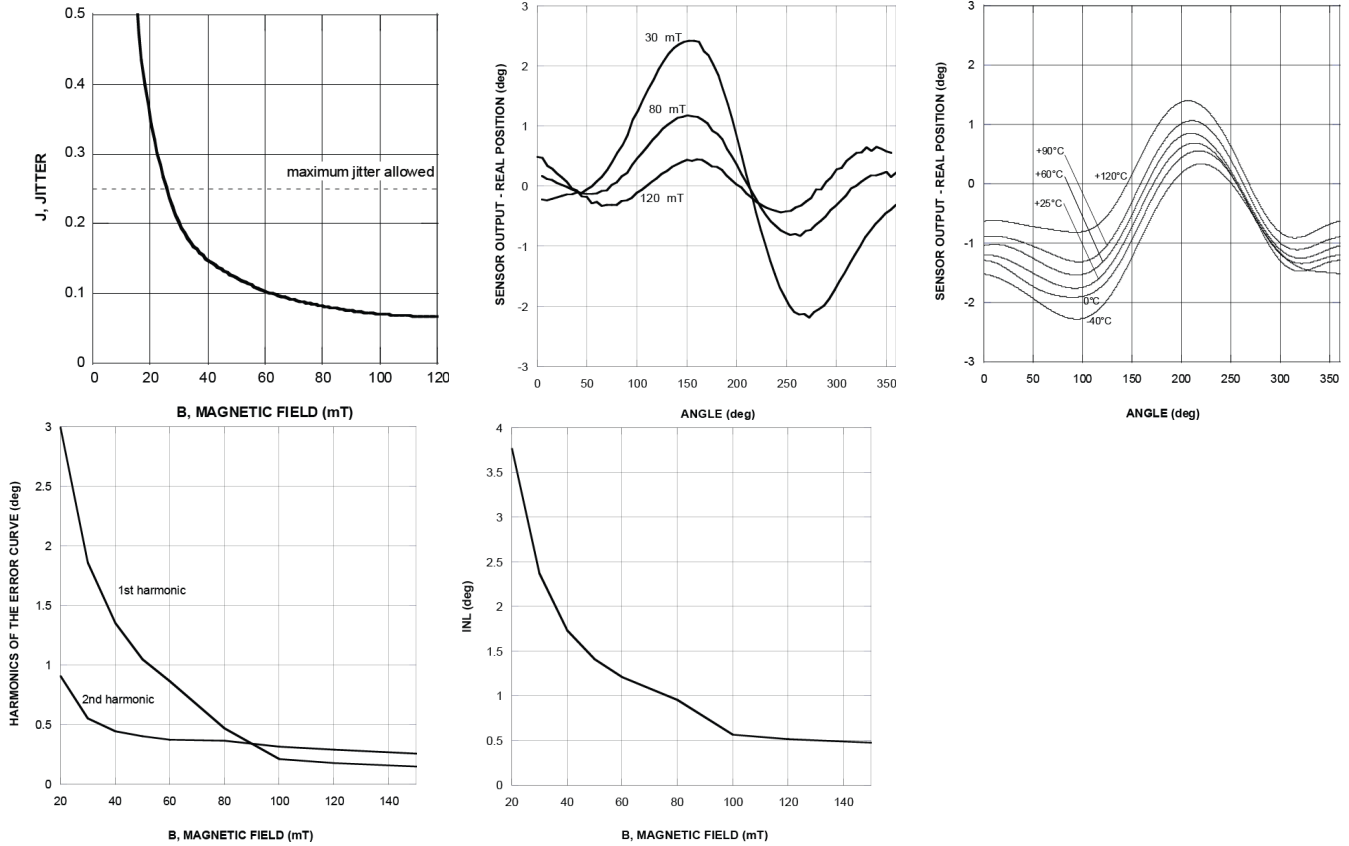 0.5
0.4
0.3
0.2
0.1
0
J, JITTER
maximum jitter allowed
0 20 40 60 80 100 120
B, MAGNETIC FIELD (mT)
3
2
1
0
-1
-2
-3
SENSOR OUTPUT - REAL POSITION (deg)
30 mT
80 mT
120 mT
0 50 100 150 200 250 300 350
ANGLE (deg)
3
2
1
0
-1
-2
-3
SENSOR OUTPUT - REAL POSITION (deg)
+90°C
+60°C
+120°C
+25°C
0°C
-40°C
0 50 100 150 200 250 300 350
ANGLE (deg)
3
2.5
2
1.5
1
0.5
0
HARMONICS OF THE ERROR CURVE (deg)
1st harmonic
2nd harmonic
20 40 60 80 100 120 140
B, MAGNETIC FIELD (mT)
4
3.5
3
2.5
2
1.5
1
0.5
0
INL (deg)
20 40 60 80 100 120 140
B, MAGNETIC FIELD (mT)